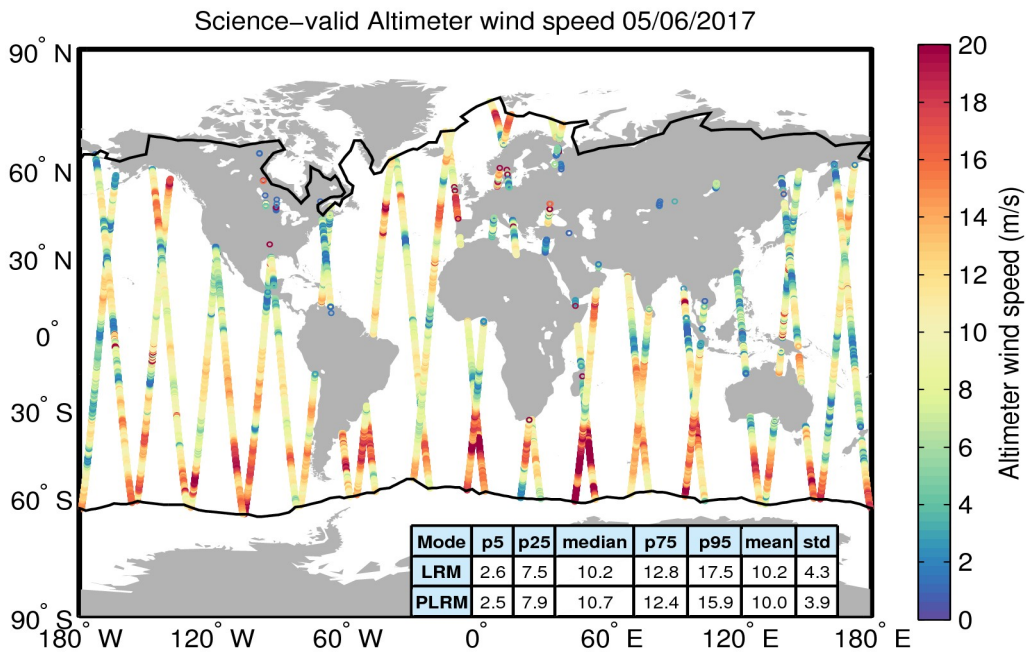 Science−valid Altimeter wind speed 05/06/2017
90° N
60° N
30° N
0°
30° S
60° S
90° S
180° W
120° W
60° W
0°
60° E
120° E
180° E
Mode p5 p25 median p75 p95 mean std
LRM 2.6 7.5 10.2 12.8 17.5 10.2 4.3
PLRM 2.5 7.9 10.7 12.4 15.9 10.0 3.9
20
18
16
14
12
10
8
6
4
2
0
Altimeter wind speed (m/s)